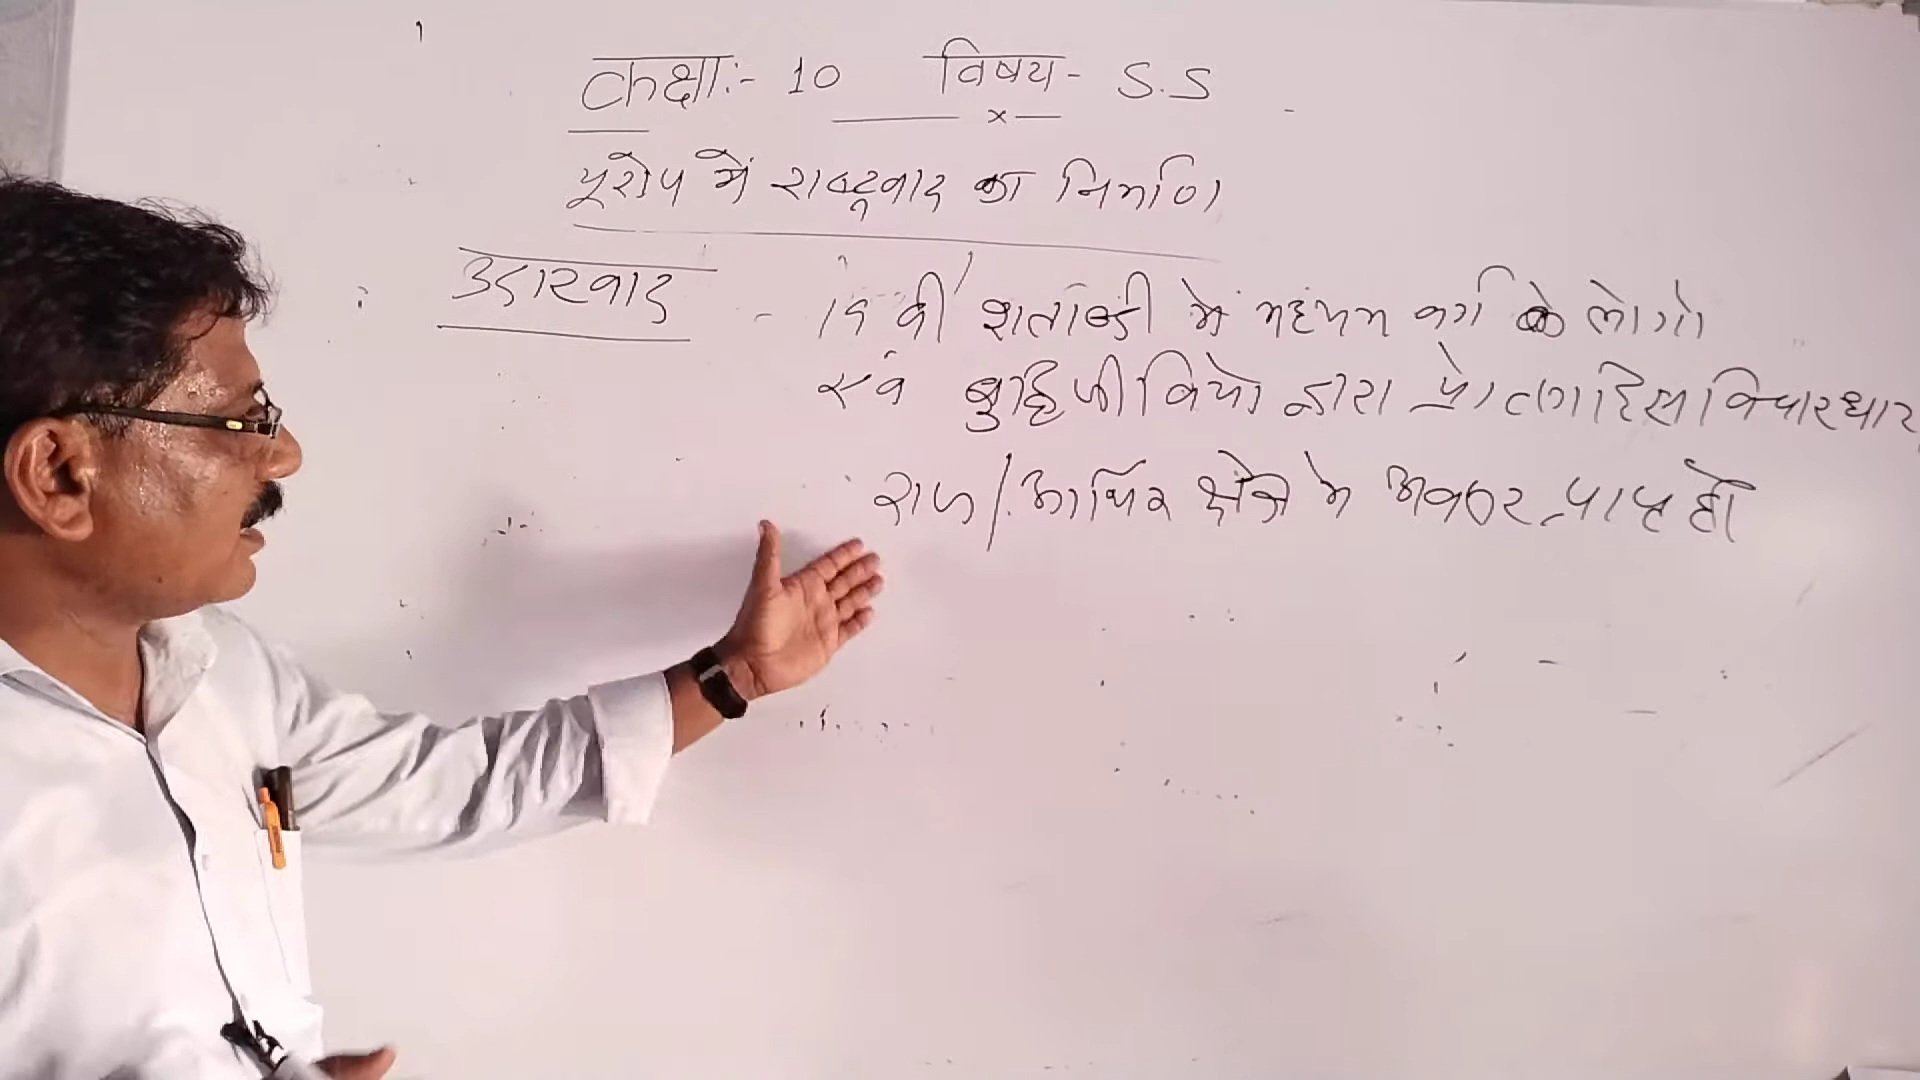 कक्षा:- 10 विषय- S.S
यूरोप में राष्ट्रवाद का निर्माण
उदारवाद - 19 वी शताब्दी में मध्यम वर्ग के लोगो
एवं बुद्धिजीवियो द्वारा प्रोत्साहित विचारधारा
राज/आर्थिक क्षेत्र मे अवसर प्राप्त हो